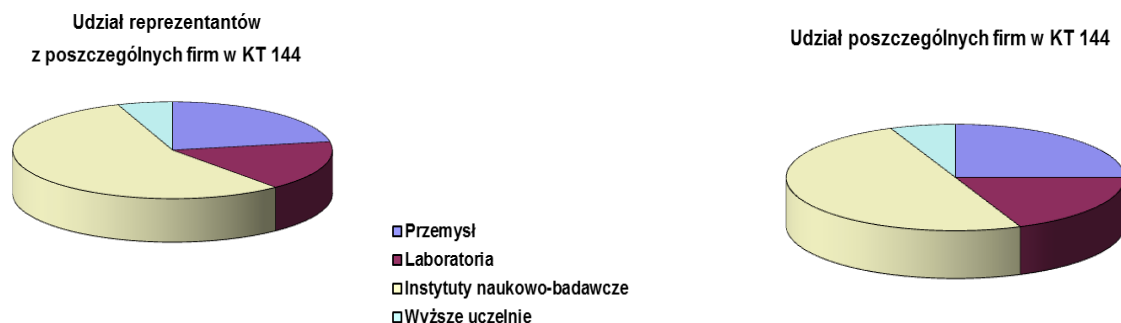 Udział reprezentantów
z poszczególnych firm w KT 144
Udział poszczególnych firm w KT 144
Przemysł
Laboratoria
Instytuty naukowo-badawcze
Wyższe uczelnie